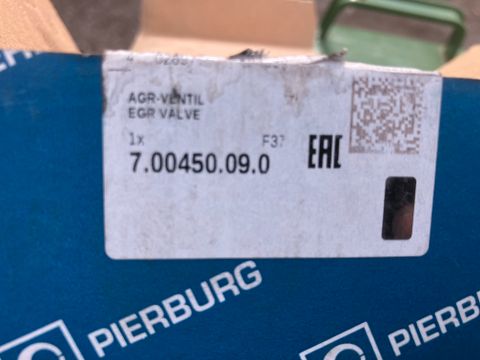 AGR-VENTIL
EGR VALVE
1x F37
7.00450.09.0
EAC
PIERBURG
PIERBURG